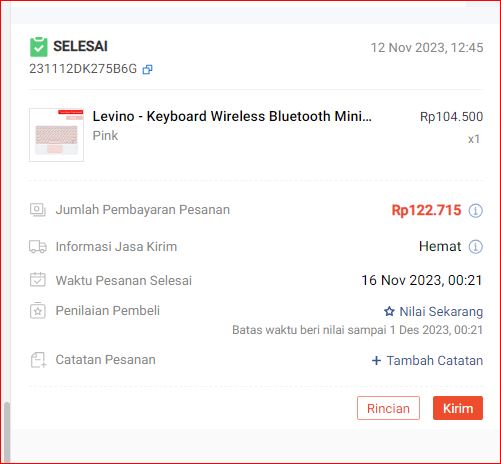 SELESAI
12 Nov 2023, 12:45
231112DK275B6G
Levino - Keyboard Wireless Bluetooth Mini...
Rp104.500
Pink
x1
Jumlah Pembayaran Pesanan
Rp122.715
Informasi Jasa Kirim
Hemat
Waktu Pesanan Selesai
16 Nov 2023, 00:21
Penilaian Pembeli
Nilai Sekarang
Batas waktu beri nilai sampai 1 Des 2023, 00:21
Catatan Pesanan
+ Tambah Catatan
Rincian
Kirim